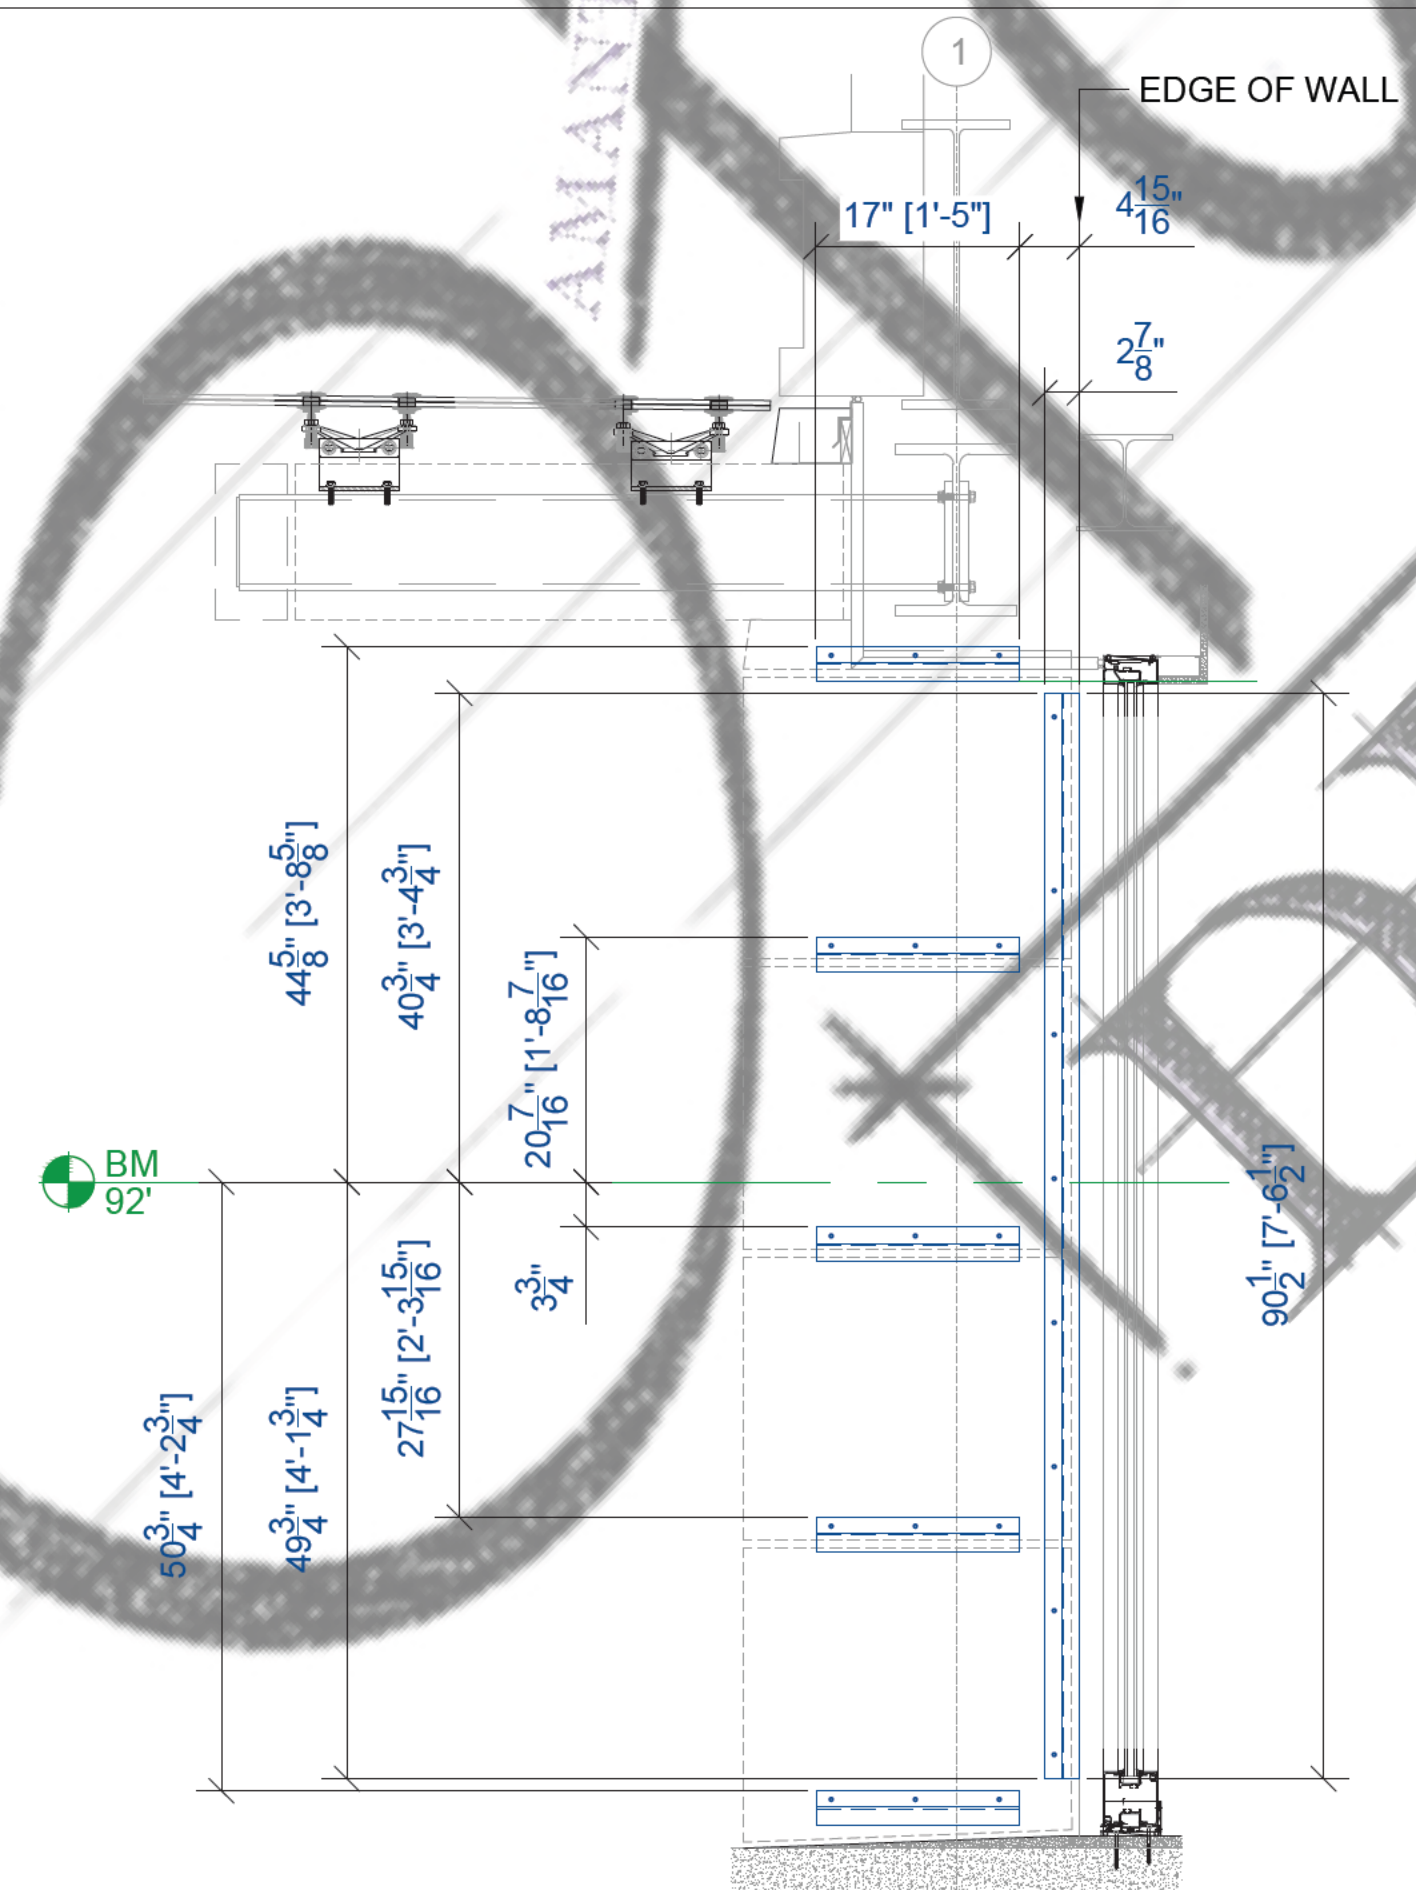 1
EDGE OF WALL
4 15/16"
17" [1'-5"]
2 7/8"
44 5/8" [3'-8 5/8"]
40 3/4" [3'-4 3/4"]
20 7/16" [1'-8 7/16"]
BM
92'
3 3/4"
27 15/16" [2'-3 15/16"]
90 1/2" [7'-6 1/2"]
50 3/4" [4'-2 3/4"]
49 3/4" [4'-1 3/4"]